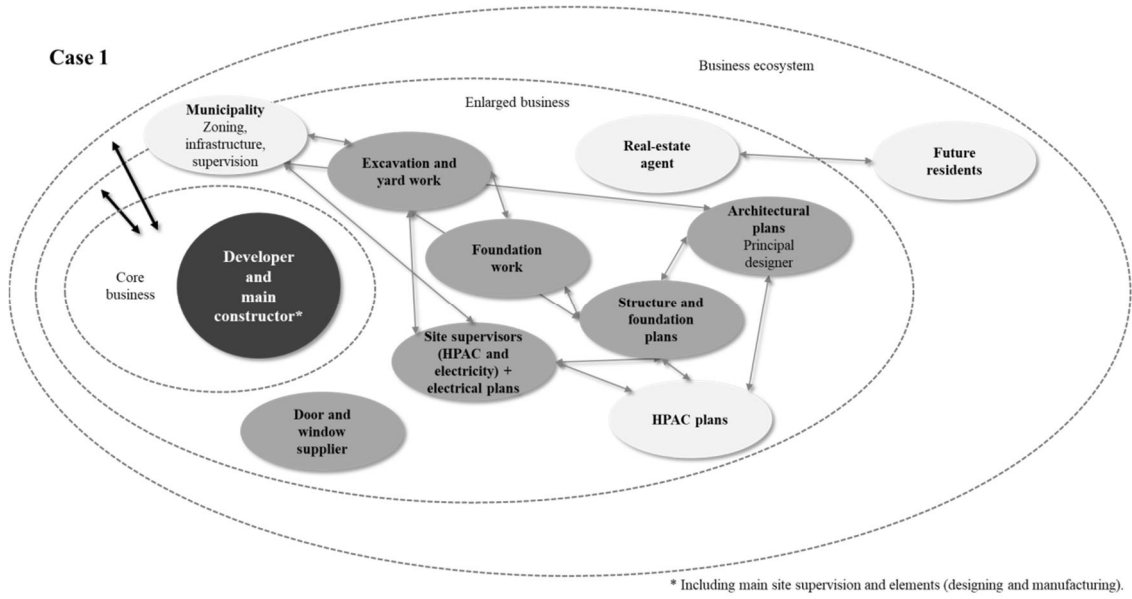 Case 1
Business ecosystem
Enlarged business
Municipality
Zoning,
infrastructure,
supervision
Excavation and
yard work
Real-estate
agent
Future
residents
Architectural
plans
Principal
designer
Foundation
work
Developer
and
main
constructor*
Core
business
Structure and
foundation
plans
Site supervisors
(HPAC and
electricity) +
electrical plans
Door and
window
supplier
HPAC plans
* Including main site supervision and elements (designing and manufacturing).